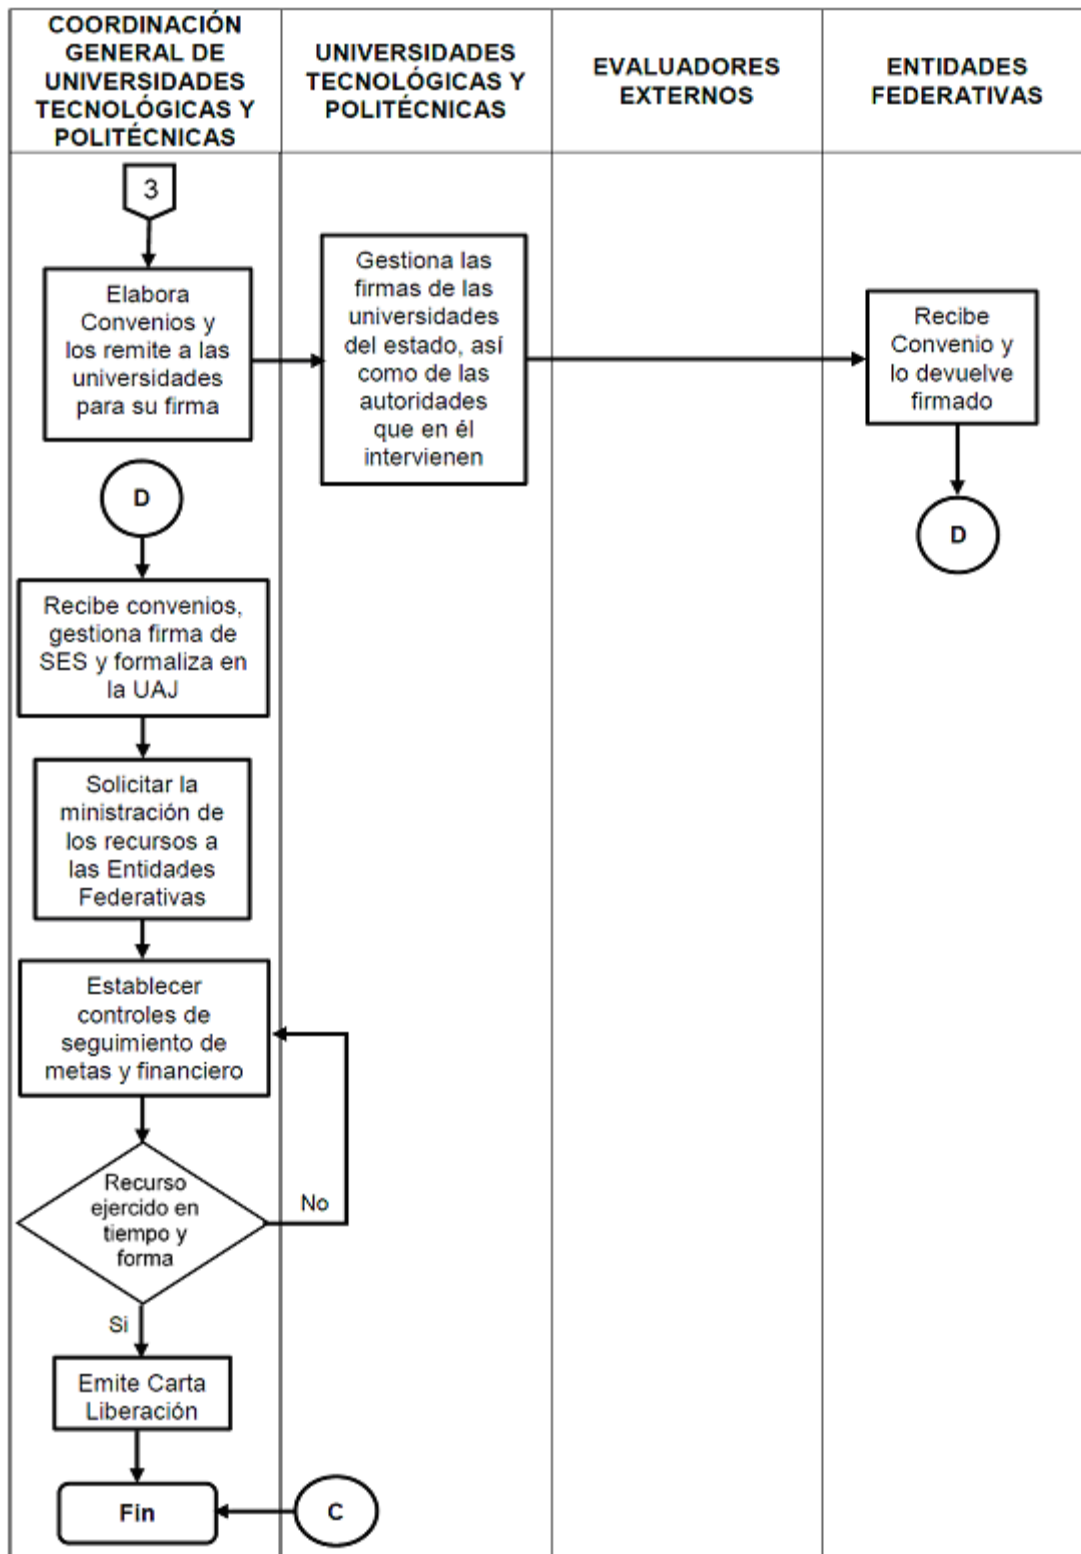 COORDINACIÓN
GENERAL DE
UNIVERSIDADES
TECNOLÓGICAS Y
POLITÉCNICAS
UNIVERSIDADES
TECNOLÓGICAS Y
POLITÉCNICAS
EVALUADORES
EXTERNOS
ENTIDADES
FEDERATIVAS
3
Elabora
Convenios y
los remite a las
universidades
para su firma
Gestiona las
firmas de las
universidades
del estado, así
como de las
autoridades
que en él
intervienen
Recibe
Convenio y
lo devuelve
firmado
D
D
Recibe convenios,
gestiona firma de
SES y formaliza en
la UAJ
Solicitar la
ministración de
los recursos a
las Entidades
Federativas
Establecer
controles de
seguimiento de
metas y financiero
Recurso
ejercido en
tiempo y
forma
No
Si
Emite Carta
Liberación
Fin
C